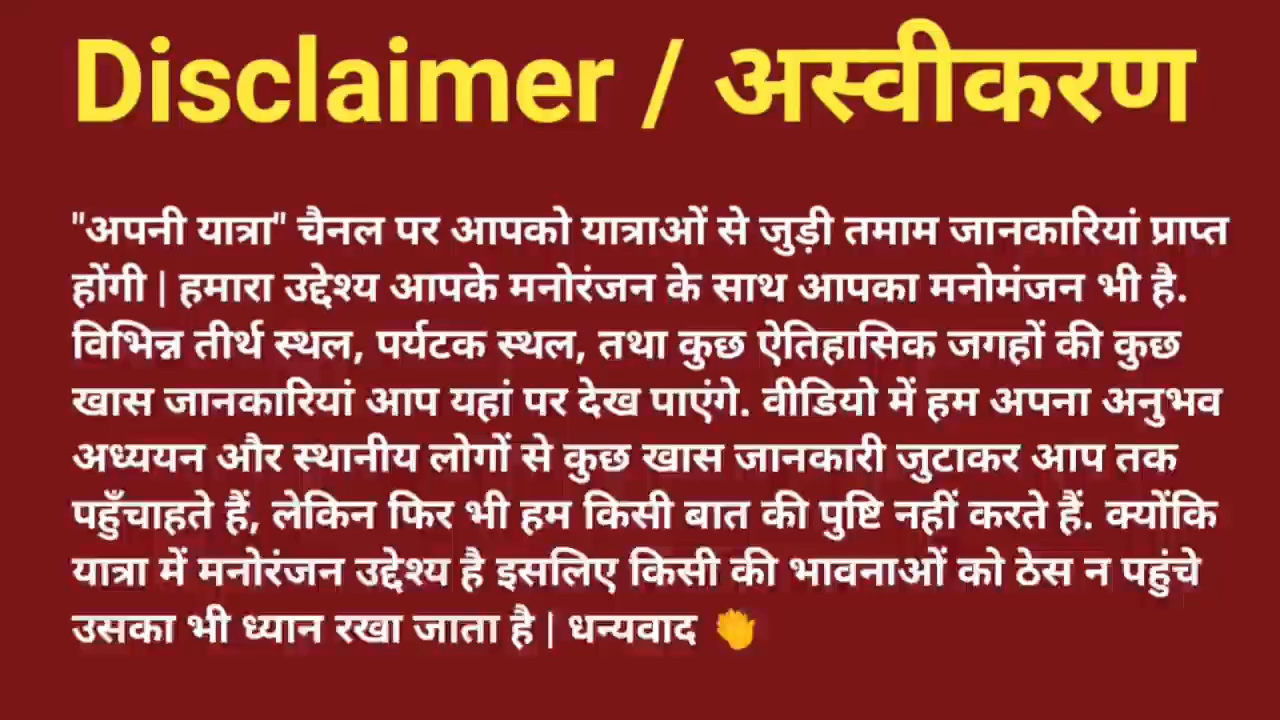 Disclaimer / अस्वीकरण
"अपनी यात्रा" चैनल पर आपको यात्राओं से जुड़ी तमाम जानकारियां प्राप्त
होंगी | हमारा उद्देश्य आपके मनोरंजन के साथ आपका मनोमंजन भी है.
विभिन्न तीर्थ स्थल, पर्यटक स्थल, तथा कुछ ऐतिहासिक जगहों की कुछ
खास जानकारियां आप यहां पर देख पाएंगे. वीडियो में हम अपना अनुभव
अध्ययन और स्थानीय लोगों से कुछ खास जानकारी जुटाकर आप तक
पहुँचाहते हैं, लेकिन फिर भी हम किसी बात की पुष्टि नहीं करते हैं. क्योंकि
यात्रा में मनोरंजन उद्देश्य है इसलिए किसी की भावनाओं को ठेस न पहुंचे
उसका भी ध्यान रखा जाता है | धन्यवाद 👏